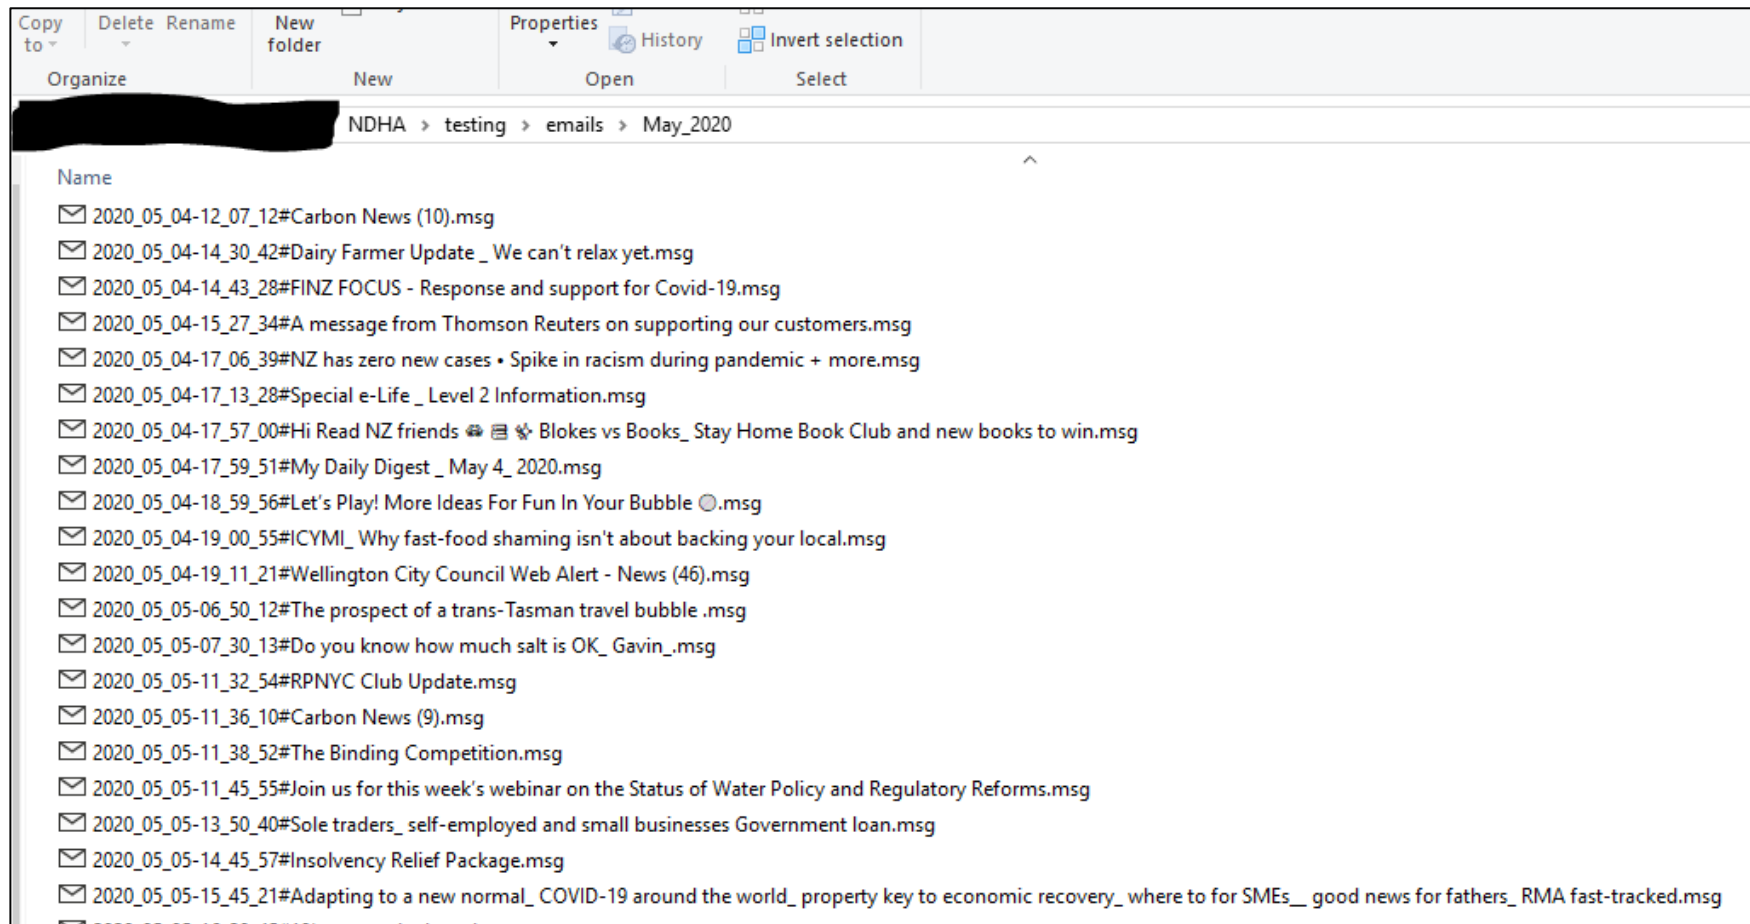 Copy to
Delete
Rename
New folder
Properties
History
Invert selection
Organize
New
Open
Select
NDHA > testing > emails > May_2020
Name
2020_05_04-12_07_12#Carbon News (10).msg
2020_05_04-14_30_42#Dairy Farmer Update _ We can't relax yet.msg
2020_05_04-14_43_28#FINZ FOCUS - Response and support for Covid-19.msg
2020_05_04-15_27_34#A message from Thomson Reuters on supporting our customers.msg
2020_05_04-17_06_39#NZ has zero new cases • Spike in racism during pandemic + more.msg
2020_05_04-17_13_28#Special e-Life _ Level 2 Information.msg
2020_05_04-17_57_00#Hi Read NZ friends Blokes vs Books_ Stay Home Book Club and new books to win.msg
2020_05_04-17_59_51#My Daily Digest _ May 4_ 2020.msg
2020_05_04-18_59_56#Let's Play! More Ideas For Fun In Your Bubble .msg
2020_05_04-19_00_55#ICYMI_ Why fast-food shaming isn't about backing your local.msg
2020_05_04-19_11_21#Wellington City Council Web Alert - News (46).msg
2020_05_05-06_50_12#The prospect of a trans-Tasman travel bubble .msg
2020_05_05-07_30_13#Do you know how much salt is OK_ Gavin_.msg
2020_05_05-11_32_54#RPNYC Club Update.msg
2020_05_05-11_36_10#Carbon News (9).msg
2020_05_05-11_38_52#The Binding Competition.msg
2020_05_05-11_45_55#Join us for this week's webinar on the Status of Water Policy and Regulatory Reforms.msg
2020_05_05-13_50_40#Sole traders_ self-employed and small businesses Government loan.msg
2020_05_05-14_45_57#Insolvency Relief Package.msg
2020_05_05-15_45_21#Adapting to a new normal_ COVID-19 around the world_ property key to economic recovery_ where to for SMEs__ good news for fathers_ RMA fast-tracked.msg